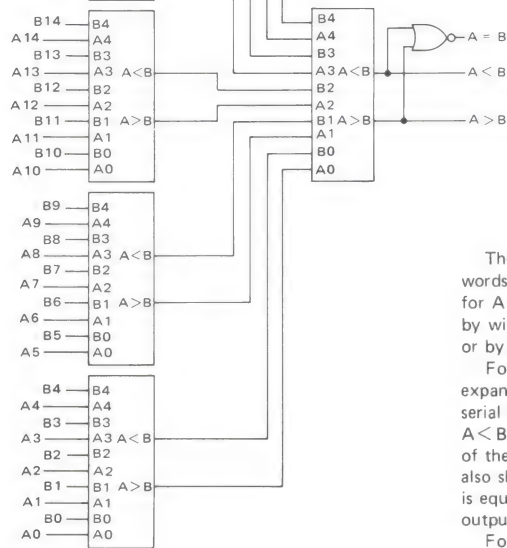 B14 B4
A14 A4
B13 B3
A13 A3 A<B
B12 B2
A12 A2
B11 B1 A>B
A11 A1
B10 B0
A10 A0
B9 B4
A9 A4
B8 B3
A8 A3 A<B
B7 B2
A7 A2
B6 B1 A>B
A6 A1
B5 B0
A5 A0
B4 B4
A4 A4
B3 B3
A3 A3 A<B
B2 B2
A2 A2
B1 B1 A>B
A1 A1
B0 B0
A0 A0
B4
A4
B3
A3 A<B
B2
A2
B1 A>B
A1
B0
A0
A = B
A < B
A > B
words
for A
by wi
or by
Fo
expan
serial
A<B
of the
also sh
is equ
outpu
Fo